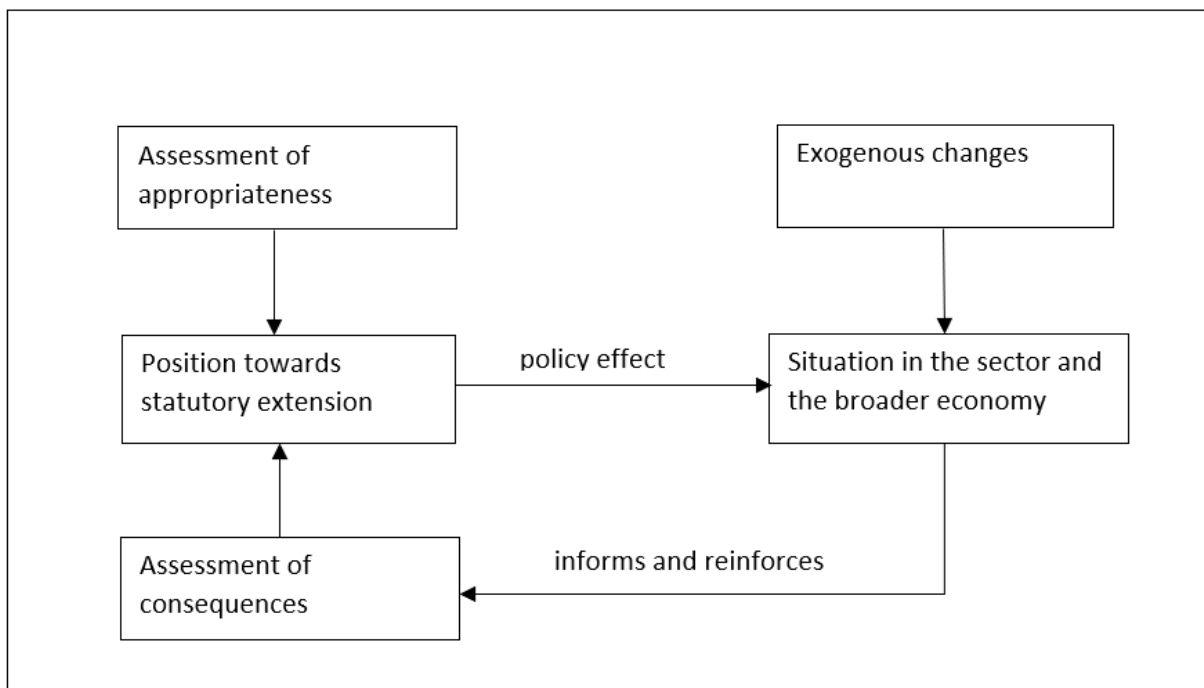 Assessment of
appropriateness
Exogenous changes
Position towards
statutory extension
policy effect
Situation in the sector and
the broader economy
Assessment of
consequences
informs and reinforces